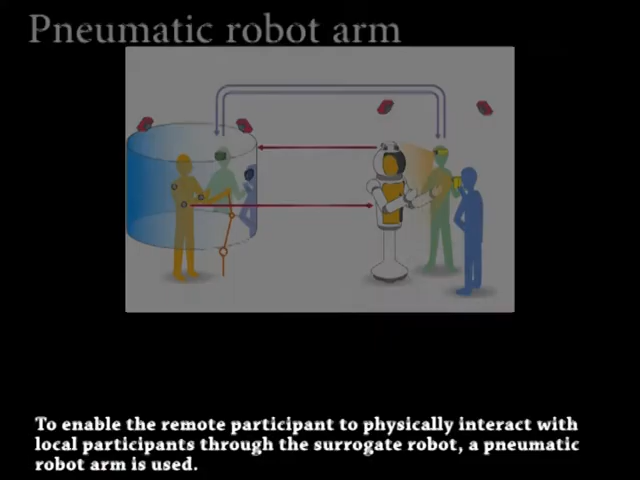 Pneumatic robot arm
To enable the remote participant to physically interact with
local participants through the surrogate robot, a pneumatic
robot arm is used.